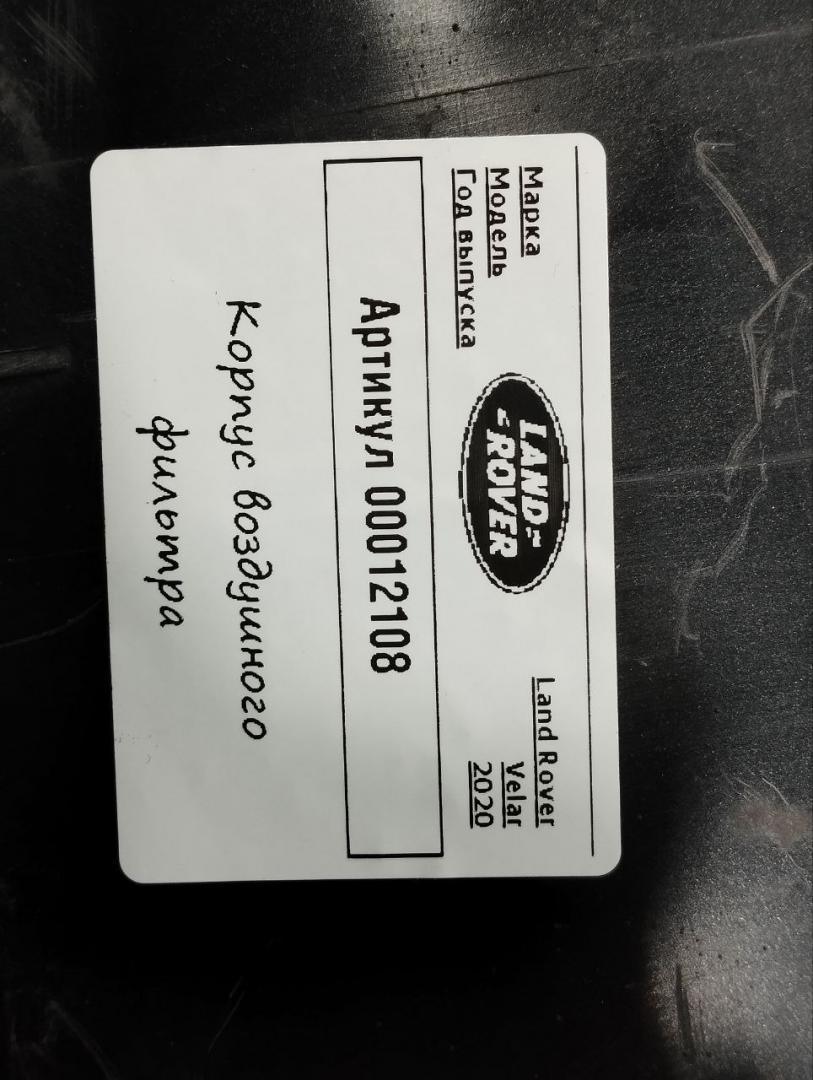 Марка Land Rover
Модель Velar
Год выпуска 2020
LAND
ROVER
Артикул 00012108
Корпус воздушного
фильтра